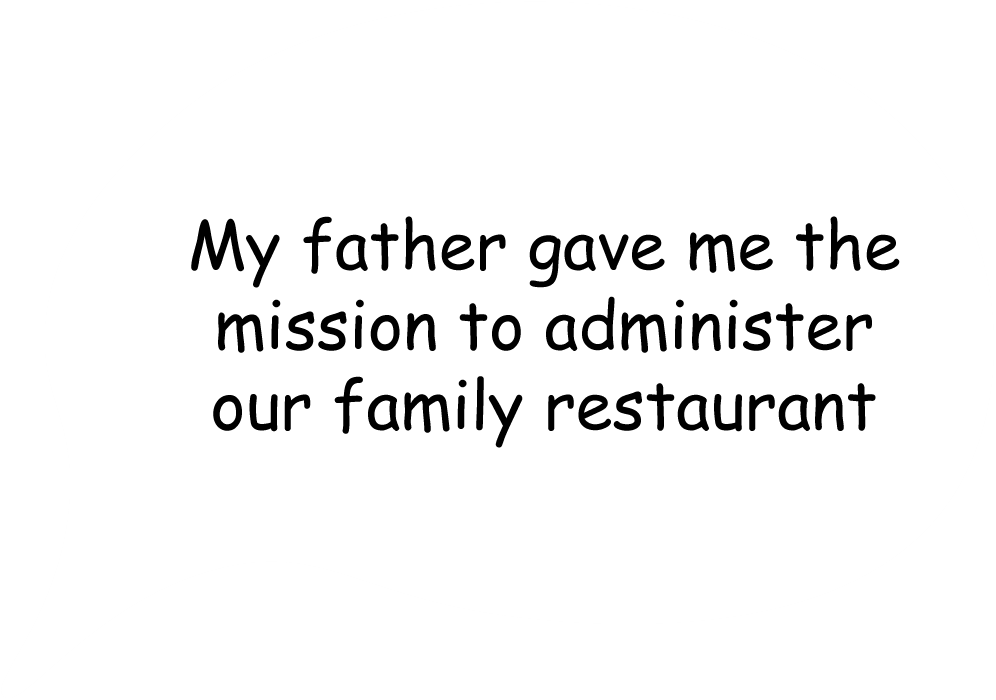 My father gave me the
mission to administer
our family restaurant